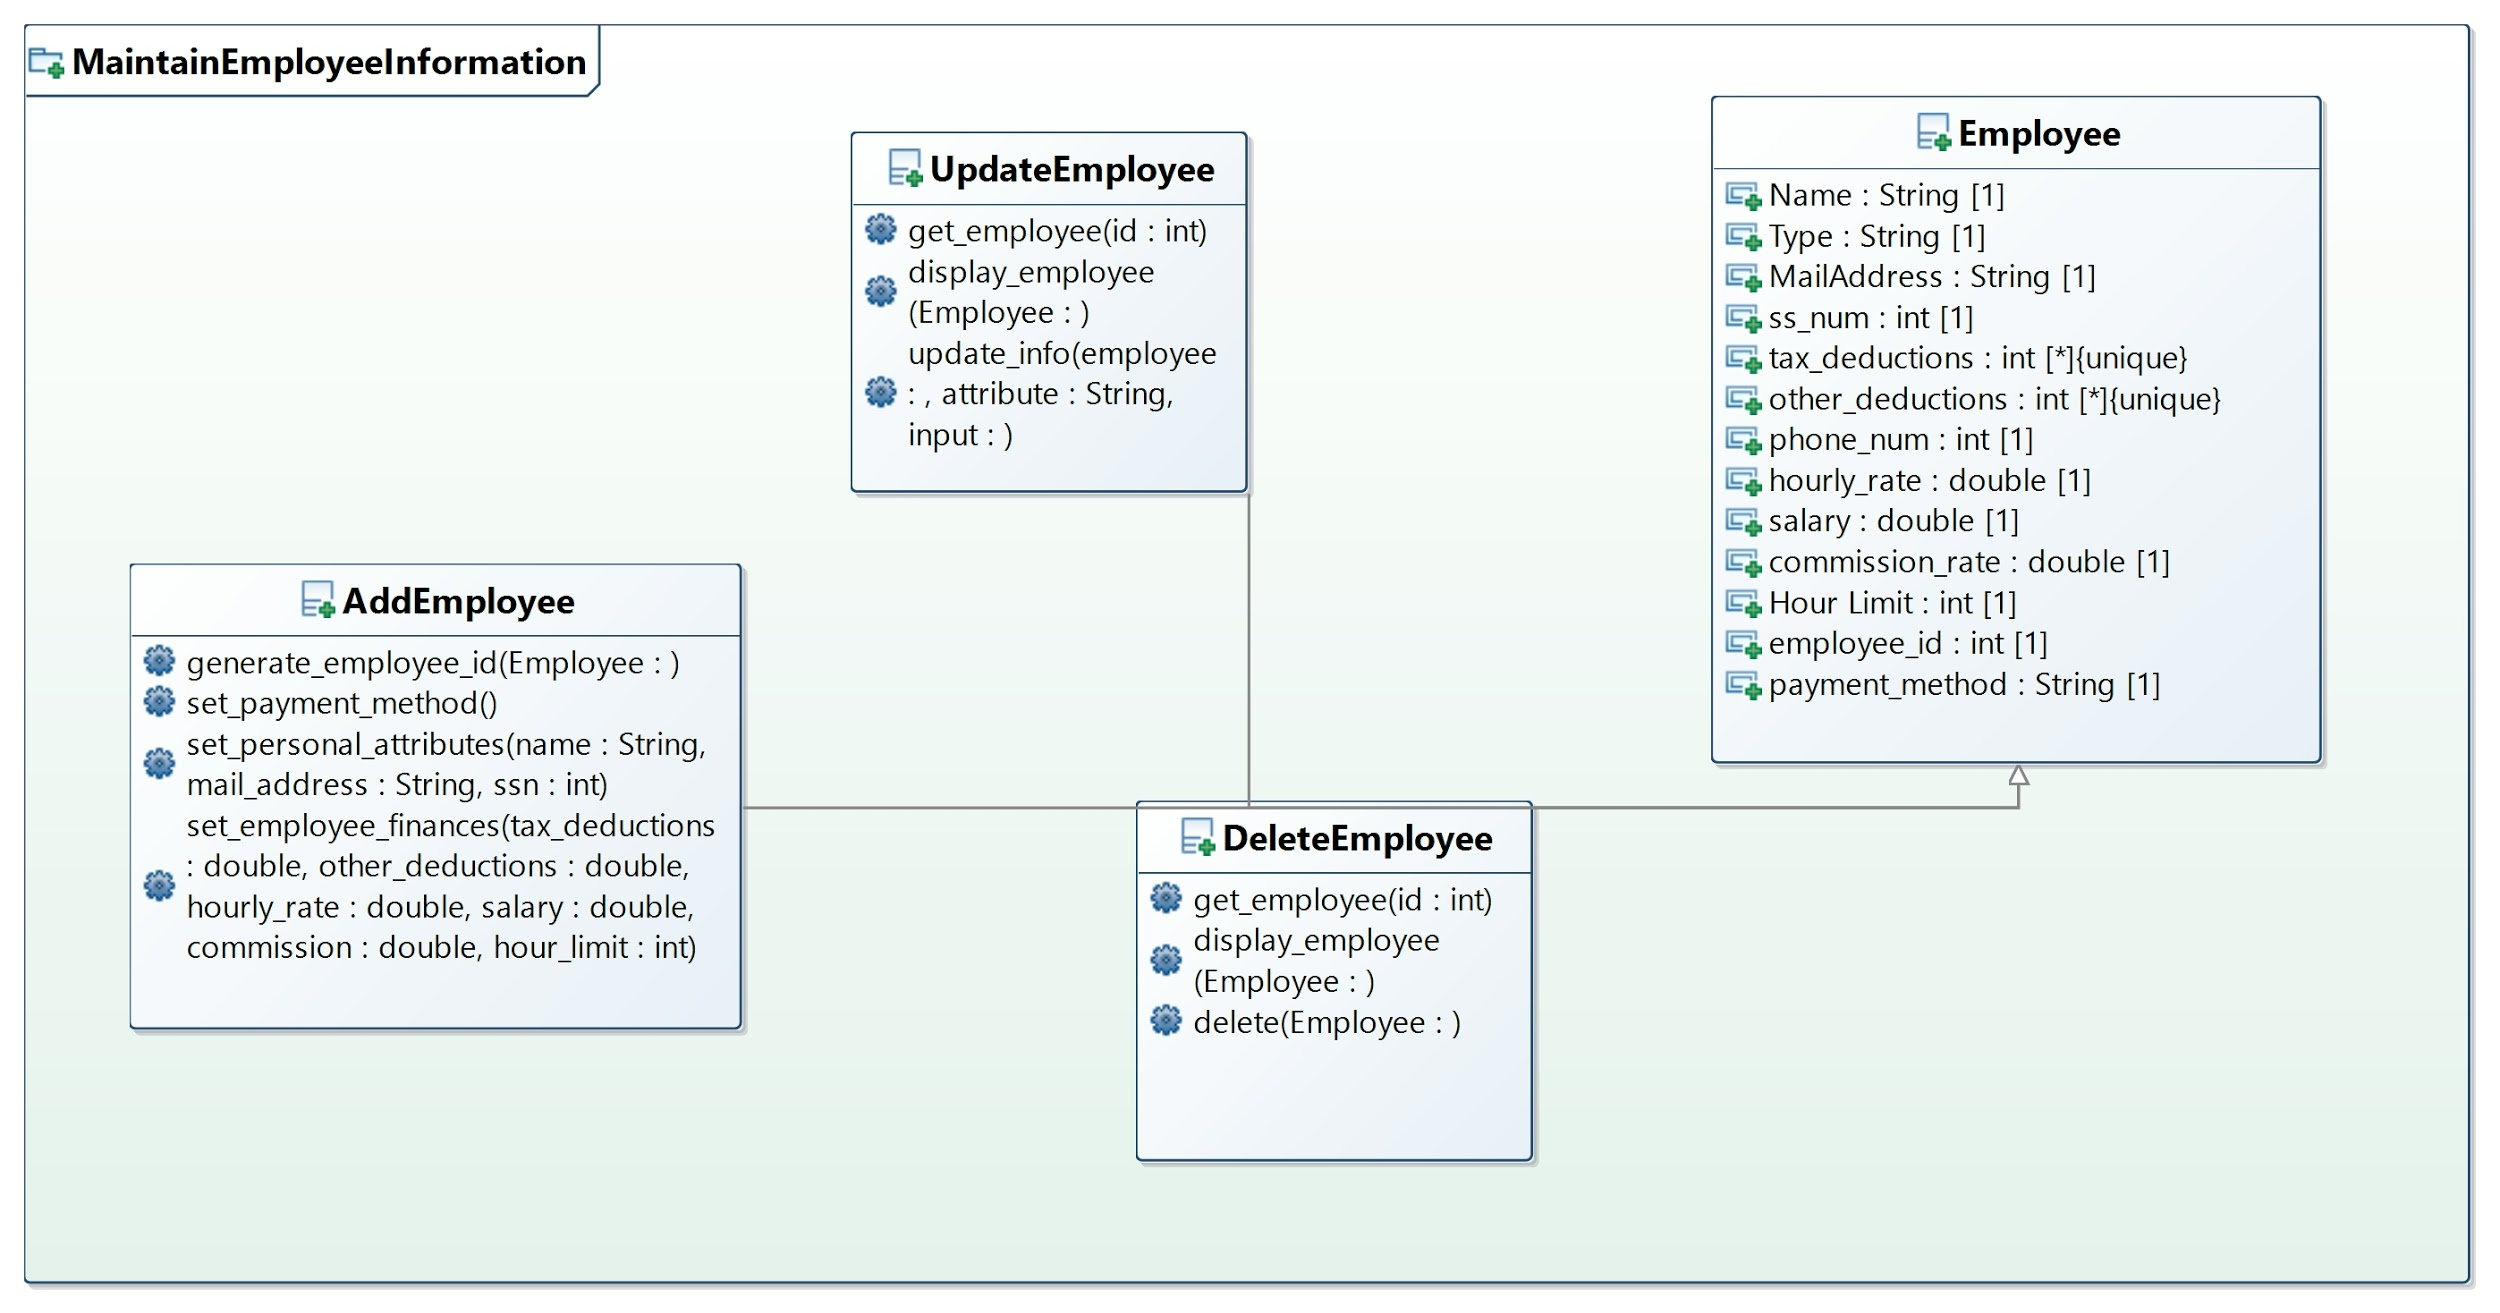 MaintainEmployeeInformation
UpdateEmployee
get_employee(id : int)
display_employee
(Employee : )
update_info(employee
: , attribute : String,
input : )
Employee
Name : String [1]
Type : String [1]
MailAddress : String [1]
ss_num : int [1]
tax_deductions : int [*]{unique}
other_deductions : int [*]{unique}
phone_num : int [1]
hourly_rate : double [1]
salary : double [1]
commission_rate : double [1]
Hour Limit : int [1]
employee_id : int [1]
payment_method : String [1]
AddEmployee
generate_employee_id(Employee : )
set_payment_method()
set_personal_attributes(name : String,
mail_address : String, ssn : int)
set_employee_finances(tax_deductions
: double, other_deductions : double,
hourly_rate : double, salary : double,
commission : double, hour_limit : int)
DeleteEmployee
get_employee(id : int)
display_employee
(Employee : )
delete(Employee : )